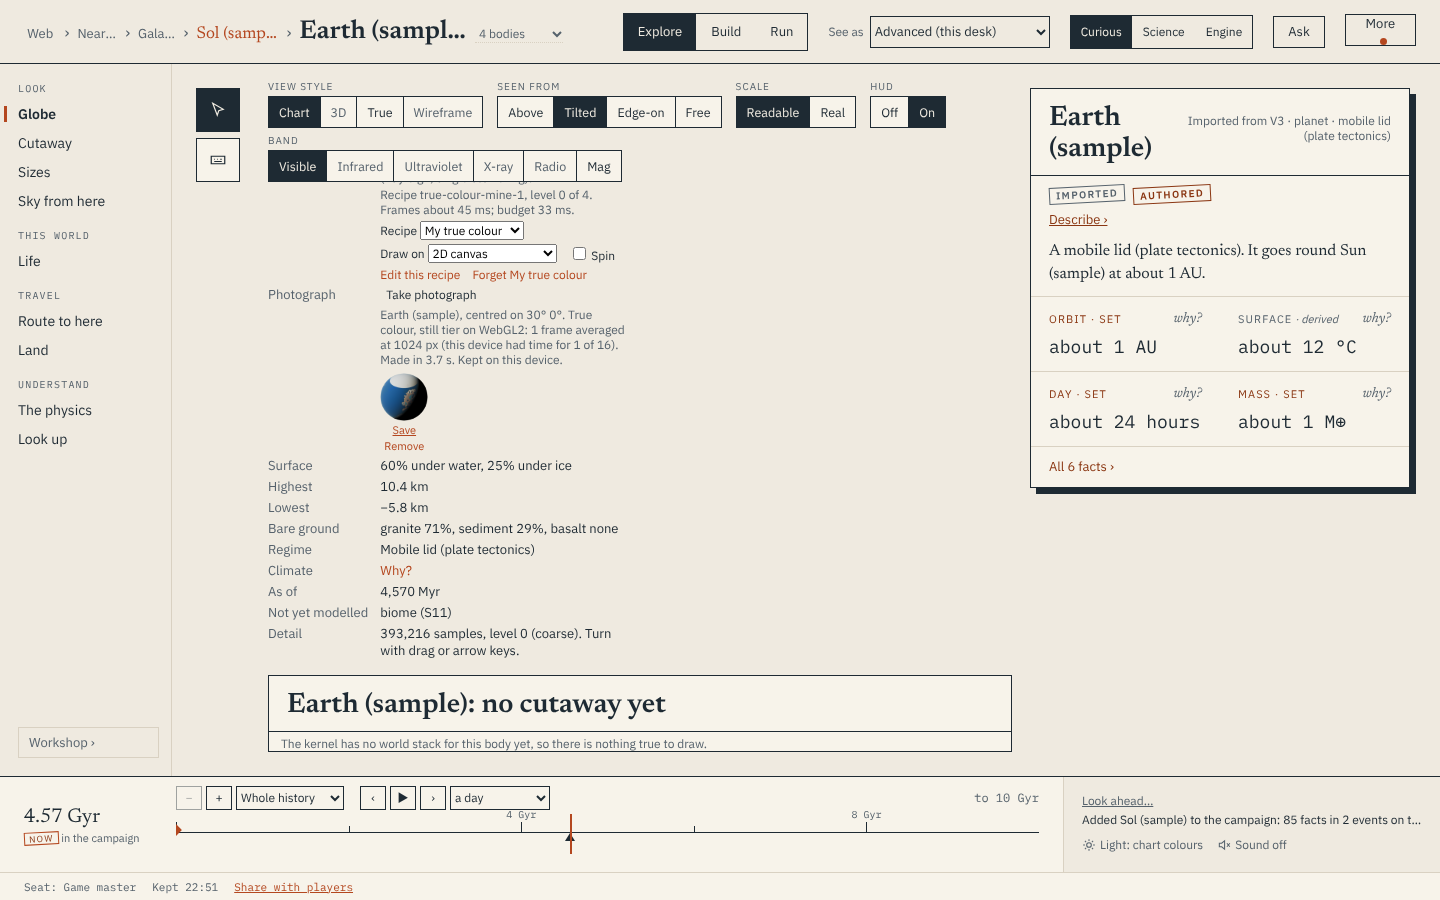 Web › Near... › Gala... › Sol (samp... › Earth (sampl... 4 bodies
Explore Build Run
See as Advanced (this desk)
Curious Science Engine
Ask
More
LOOK
Globe
Cutaway
Sizes
Sky from here
THIS WORLD
Life
TRAVEL
Route to here
Land
UNDERSTAND
The physics
Look up
Workshop ›
VIEW STYLE
Chart 3D True Wireframe
SEEN FROM
Above Tilted Edge-on Free
SCALE
Readable Real
HUD
Off On
BAND
Visible Infrared Ultraviolet X-ray Radio Mag
Recipe true-colour-mine-1, level 0 of 4.
Frames about 45 ms; budget 33 ms.
Recipe My true colour
Draw on 2D canvas Spin
Edit this recipe Forget My true colour
Photograph Take photograph
Earth (sample), centred on 30° 0°. True
colour, still tier on WebGL2: 1 frame averaged
at 1024 px (this device had time for 1 of 16).
Made in 3.7 s. Kept on this device.
Save
Remove
Surface 60% under water, 25% under ice
Highest 10.4 km
Lowest −5.8 km
Bare ground granite 71%, sediment 29%, basalt none
Regime Mobile lid (plate tectonics)
Climate Why?
As of 4,570 Myr
Not yet modelled biome (S11)
Detail 393,216 samples, level 0 (coarse). Turn
with drag or arrow keys.
Earth (sample): no cutaway yet
The kernel has no world stack for this body yet, so there is nothing true to draw.
Earth
(sample)
Imported from V3 · planet · mobile lid
(plate tectonics)
IMPORTED AUTHORED
Describe ›
A mobile lid (plate tectonics). It goes round Sun
(sample) at about 1 AU.
ORBIT · SET why?
about 1 AU
SURFACE · derived why?
about 12 °C
DAY · SET why?
about 24 hours
MASS · SET why?
about 1 M⊕
All 6 facts ›
4.57 Gyr
NOW in the campaign
− + Whole history ‹ ▶ › a day
to 10 Gyr
4 Gyr 8 Gyr
Look ahead...
Added Sol (sample) to the campaign: 85 facts in 2 events on t...
Light: chart colours Sound off
Seat: Game master Kept 22:51 Share with players